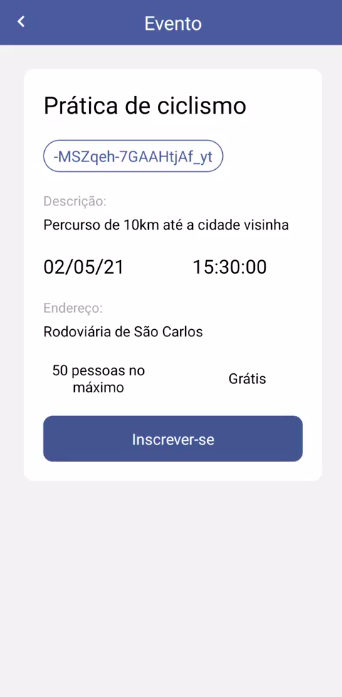 Evento
Prática de ciclismo
-MSZqeh-7GAAHtjAf_yt
Descrição:
Percurso de 10km até a cidade visinha
02/05/21 15:30:00
Endereço:
Rodoviária de São Carlos
50 pessoas no
máximo
Grátis
Inscrever-se